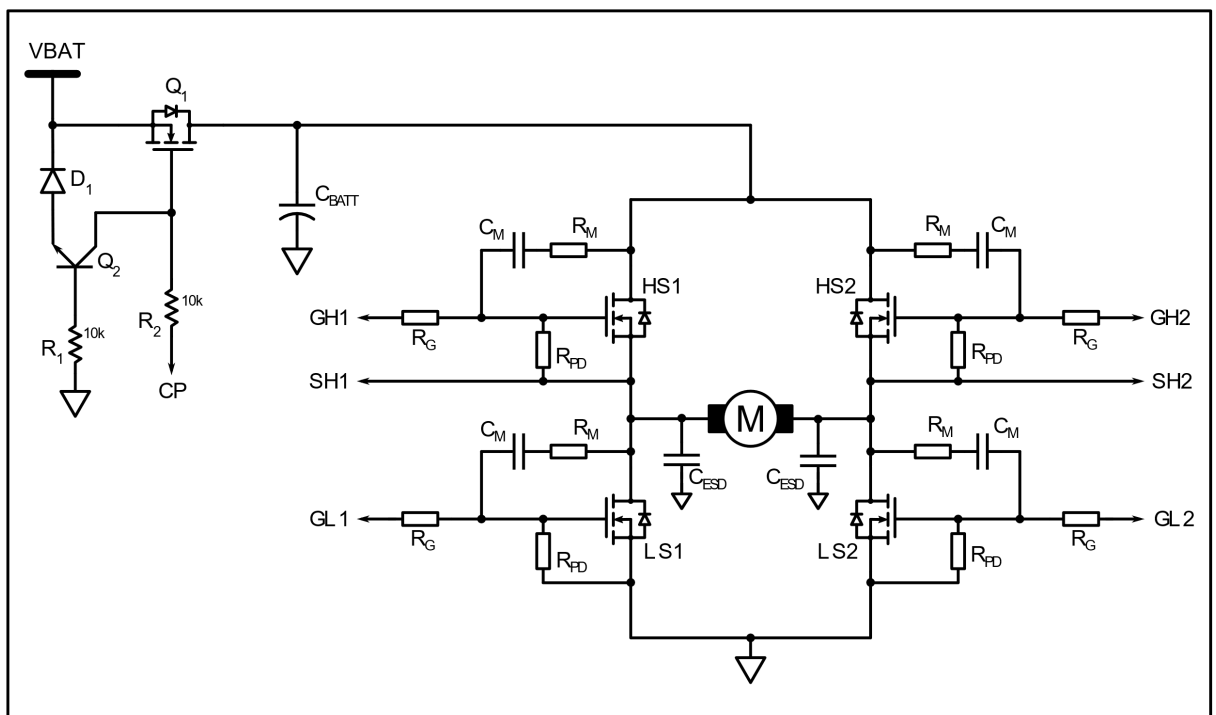 VBAT
Q1
D1
CBATT
Q2
10k
R2
10k
R1
CP
CM
RM
RM
CM
HS1
HS2
GH1
RG
RPD
RPD
RG
GH2
SH1
SH2
M
CM
RM
CESD
CESD
RM
CM
GL1
RG
RPD
LS1
LS2
RPD
RG
GL2